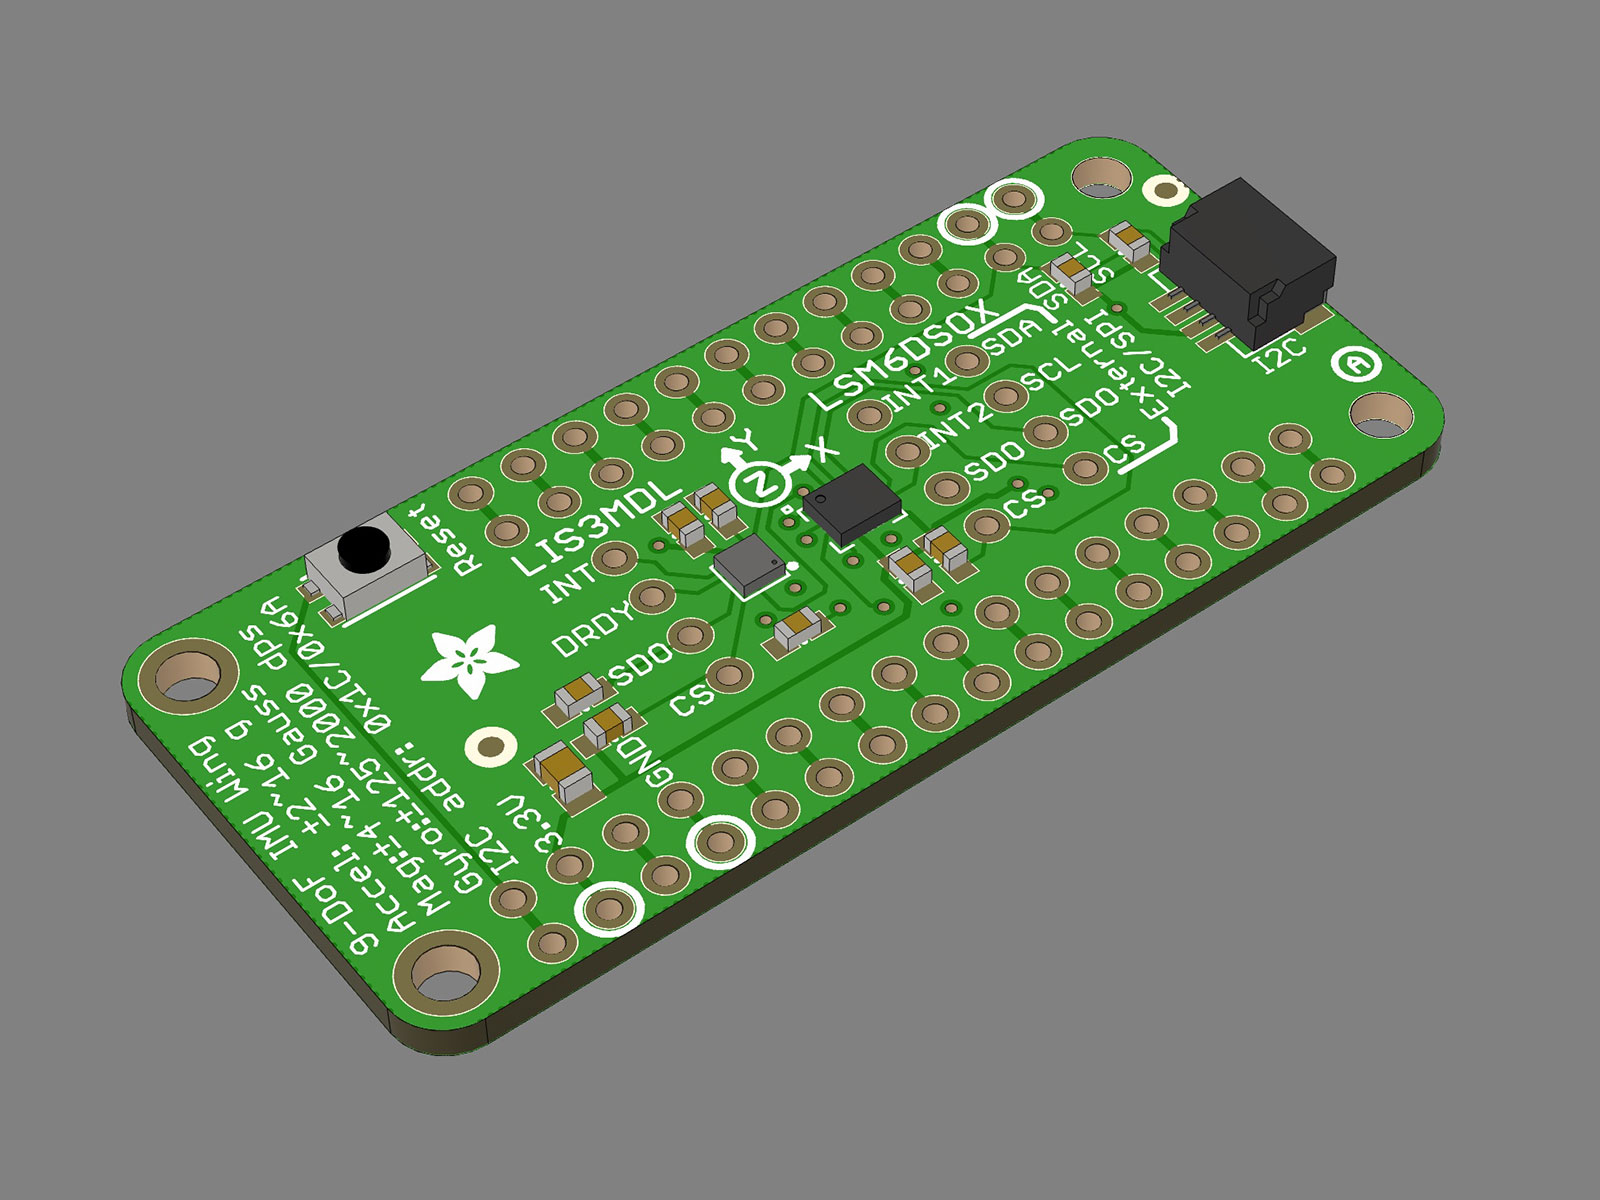 9-DoF IMU Wing
Accel: ±2~16 g
Mag:±4~16 Gauss
Gyro:±125~2000 dps
I2C addr: 0x1C/0x6A
Reset
LIS3MDL
INT
DRDY
SDO
CS
GND
3.3V
Y
X
Z
LSM6DSOX
INT1
INT2
SDO
CS
SDA
SCL
SDO
CS
External
I2C/SPI
SDA
SCL
I2C
A